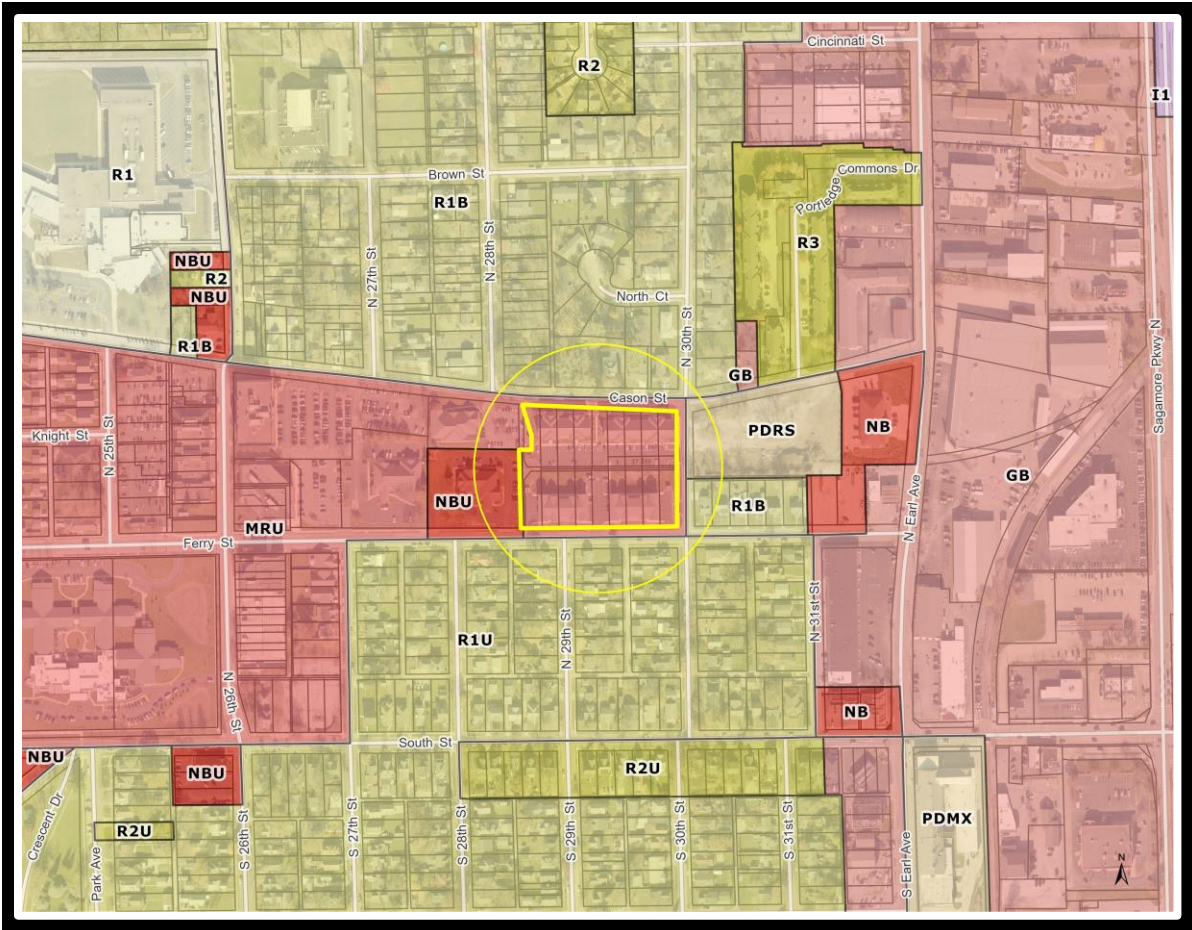 Cincinnati St
R2
I1
R1
Brown St
Commons Dr
Portledge
R1B
R3
NBU
R2
NBU
N 27th St
N 28th St
North Ct
N 30th St
R1B
GB
Sagamore Pkwy N
Cason St
Knight St
N 25th St
PDRS
NB
GB
NBU
R1B
MRU
Ferry St
N Earl Ave
R1U
N 29th St
N 31st St
N 26th St
NB
South St
NBU
NBU
R2U
Crescent Dr
R2U
PDMX
Park Ave
S 26th St
S 27th St
S 28th St
S 29th St
S 30th St
S 31st St
S Earl Ave
N